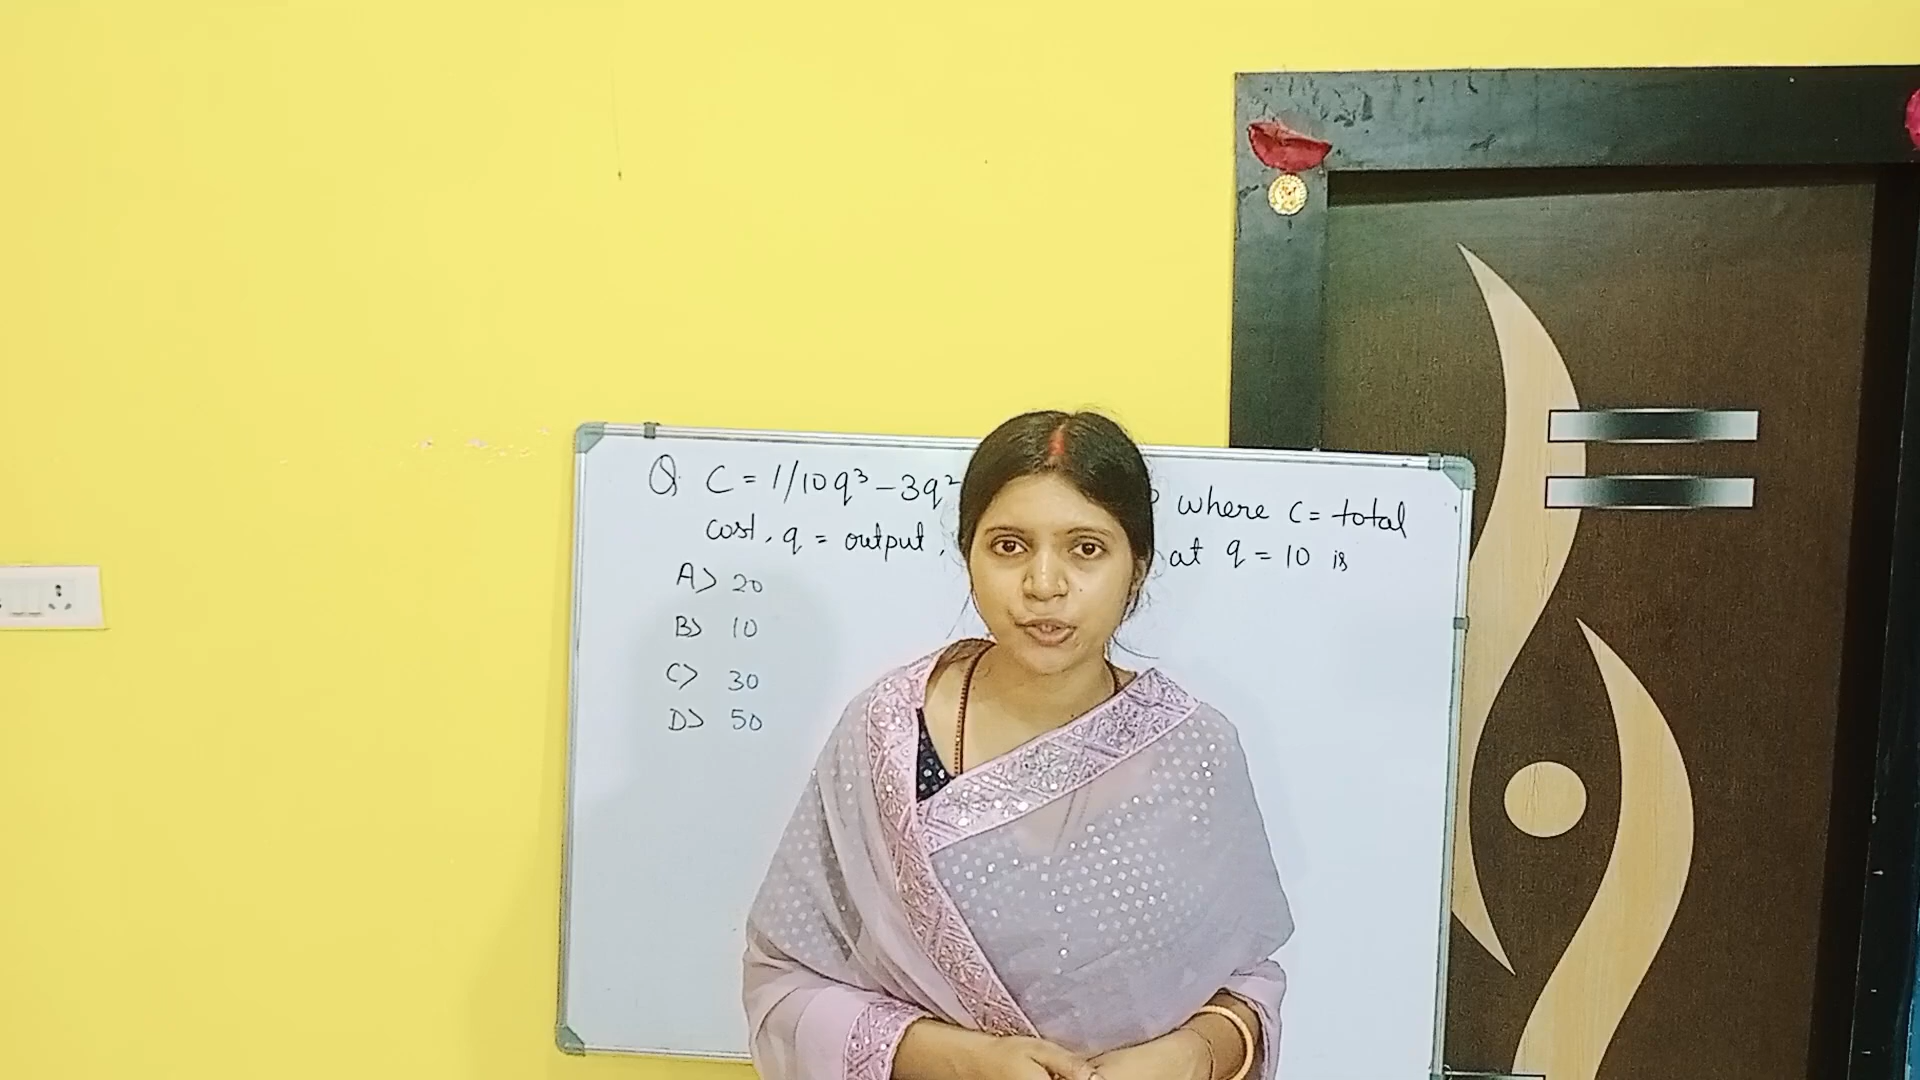 Q C = 1/10q³ – 3q² where C = total
cost, q = output, at q = 10 is
A> 20
B> 10
C> 30
D> 50